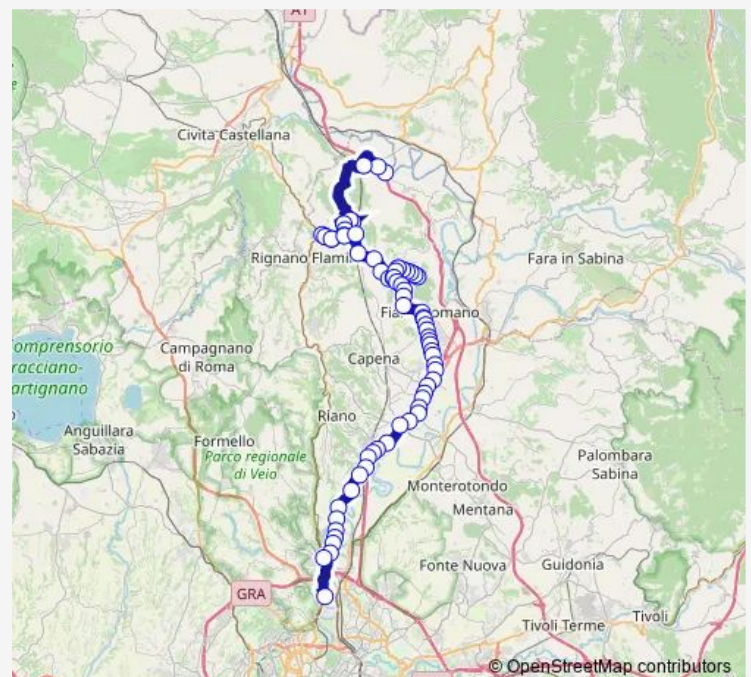 A1
Civita Castellana
Rignano Flami
Fara in Sabina
Fia
omano
omprensorio
racciano-
artignano
Campagnano
di Roma
Capena
Riano
Anguillara
Sabazia
Formello
Parco regionale
di Veio
Palombara
Sabina
Monterotondo
Mentana
Fonte Nuova
Guidonia
GRA
Tivoli
Tivoli Terme
© OpenStreetMap contributors